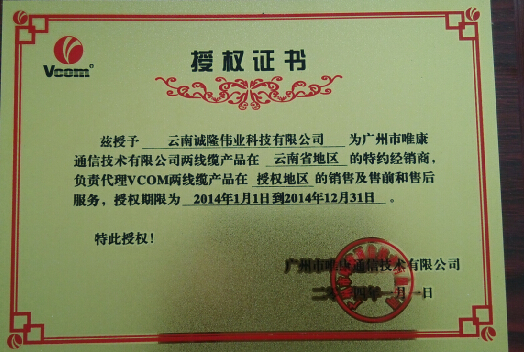 Vcom
授权证书
兹授予 云南诚隆伟业科技有限公司 为广州市唯康
通信技术有限公司两线缆产品在 云南省地区 的特约经销商，
负责代理VCOM两线缆产品在 授权地区 的销售及售前和售后
服务，授权期限为 2014年1月1日到2014年12月31日 。
特此授权！
广州市唯康通信技术有限公司
二〇一四年一月一日